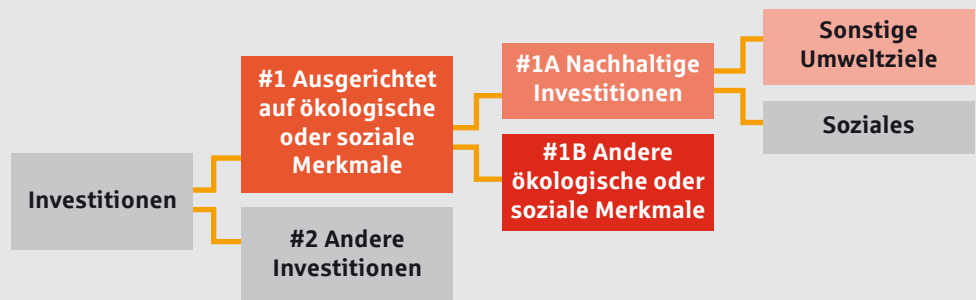 Investitionen
#1 Ausgerichtet
auf ökologische
oder soziale
Merkmale
#2 Andere
Investitionen
#1A Nachhaltige
Investitionen
#1B Andere
ökologische oder
soziale Merkmale
Sonstige
Umweltziele
Soziales